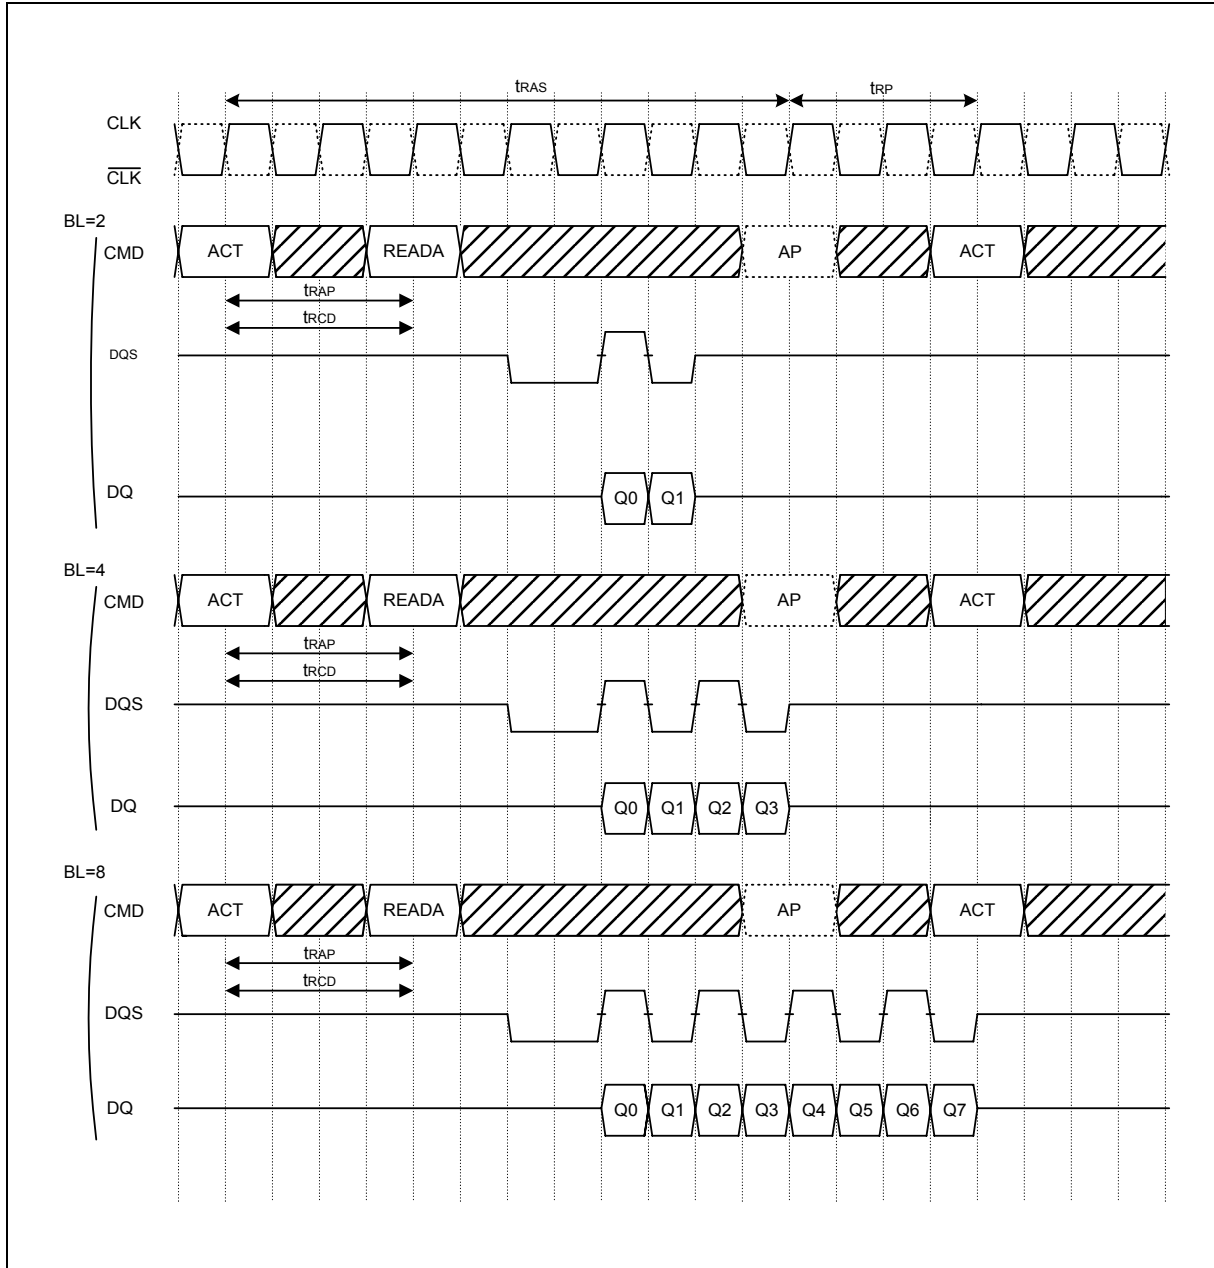 tRAS tRP
CLK
CLK
BL=2
CMD ACT READA AP ACT
tRAP
tRCD
DQS
DQ Q0 Q1
BL=4
CMD ACT READA AP ACT
tRAP
tRCD
DQS
DQ Q0 Q1 Q2 Q3
BL=8
CMD ACT READA AP ACT
tRAP
tRCD
DQS
DQ Q0 Q1 Q2 Q3 Q4 Q5 Q6 Q7